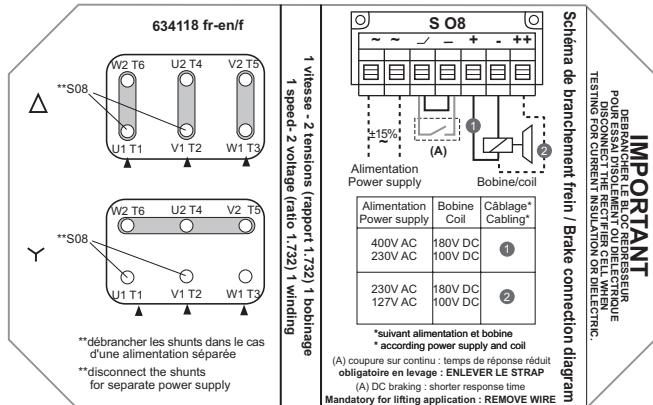 634118 fr-en/f
W2 T6 U2 T4 V2 T5
**S08
U1 T1 V1 T2 W1 T3
W2 T6 U2 T4 V2 T5
**S08
U1 T1 V1 T2 W1 T3
**débrancher les shunts dans le cas
d'une alimentation séparée
**disconnect the shunts
for separate power supply
1 vitesse - 2 tensions (rapport 1.732) 1 bobinage
1 speed- 2 voltage (ratio 1.732) 1 winding
S O8
~ ~ _/ _ + - ++
±15%
~
(A)
1
2
Alimentation
Power supply
Bobine/coil
Alimentation Bobine Câblage*
Power supply Coil Cabling*
400V AC 180V DC 1
230V AC 100V DC
230V AC 180V DC 2
127V AC 100V DC
*suivant alimentation et bobine
* according power supply and coil
(A) coupure sur continu : temps de réponse réduit
obligatoire en levage : ENLEVER LE STRAP
(A) DC braking : shorter response time
Mandatory for lifting application : REMOVE WIRE
Schéma de branchement frein / Brake connection diagram
IMPORTANT
DEBRANCHER LE BLOC REDRESSEUR
POUR ESSAI D'ISOLEMENT OU DIELECTRIQUE
DISCONNECT THE RECTIFIER CELL WHEN
TESTING FOR CURRENT INSULATION OR DIELECTRIC.